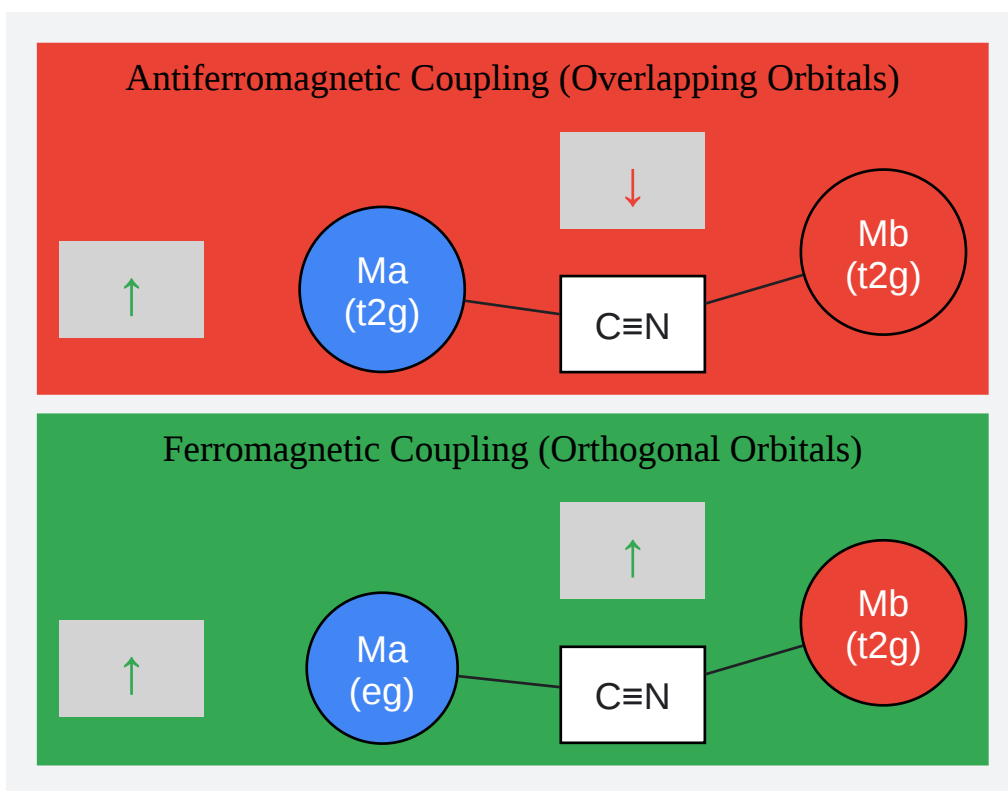 Antiferromagnetic Coupling (Overlapping Orbitals)
↑
Ma
(t2g)
↓
C≡N
Mb
(t2g)
Ferromagnetic Coupling (Orthogonal Orbitals)
↑
Ma
(eg)
↑
C≡N
Mb
(t2g)